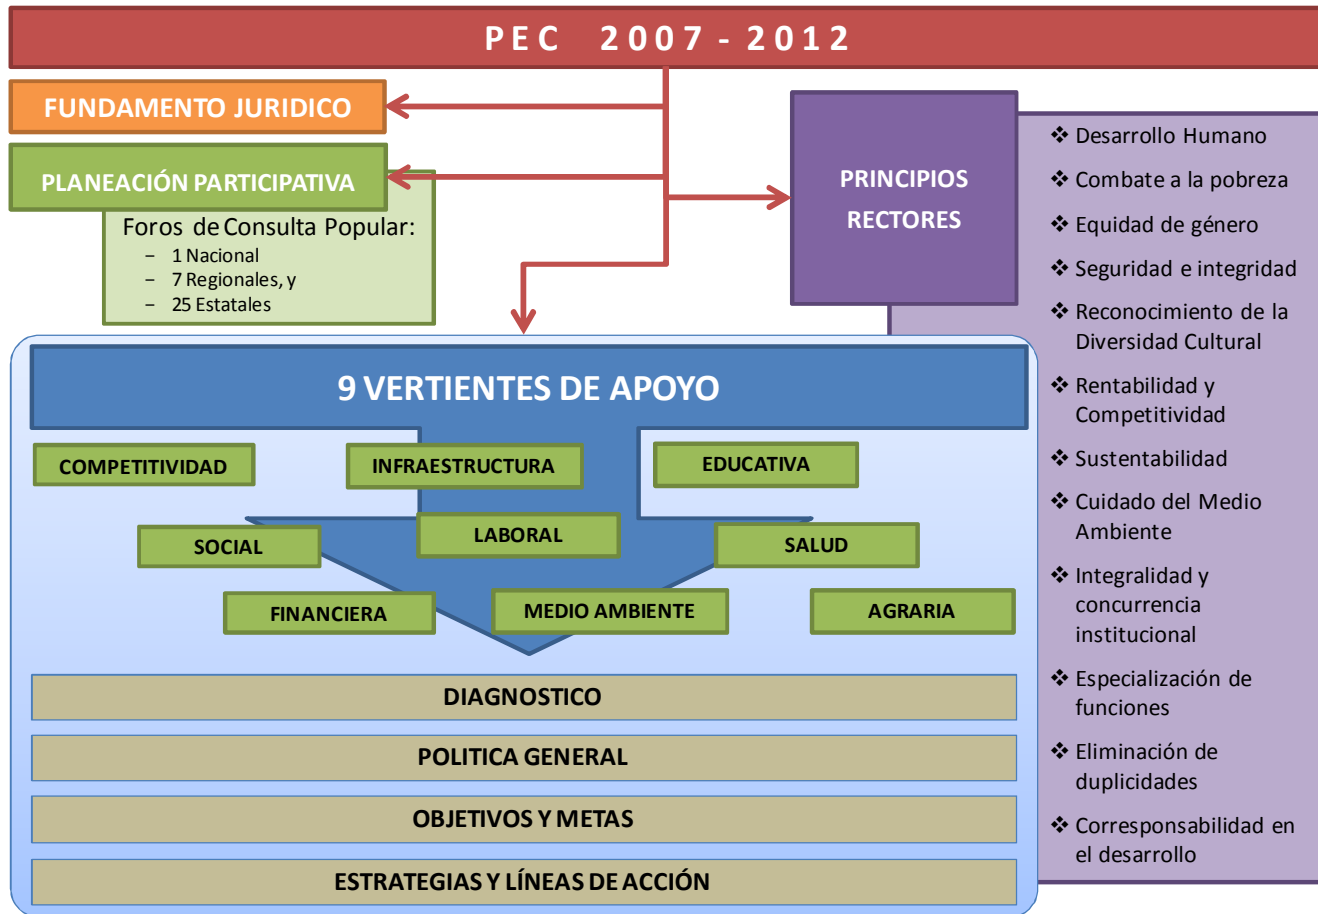 PEC 2007 - 2012
FUNDAMENTO JURIDICO
PLANEACIÓN PARTICIPATIVA
Foros de Consulta Popular:
– 1 Nacional
– 7 Regionales, y
– 25 Estatales
PRINCIPIOS
RECTORES
❖ Desarrollo Humano
❖ Combate a la pobreza
❖ Equidad de género
❖ Seguridad e integridad
❖ Reconocimiento de la
Diversidad Cultural
❖ Rentabilidad y
Competitividad
❖ Sustentabilidad
❖ Cuidado del Medio
Ambiente
❖ Integralidad y
concurrencia
institucional
❖ Especialización de
funciones
❖ Eliminación de
duplicidades
❖ Corresponsabilidad en
el desarrollo
9 VERTIENTES DE APOYO
COMPETITIVIDAD
INFRAESTRUCTURA
EDUCATIVA
SOCIAL
LABORAL
SALUD
FINANCIERA
MEDIO AMBIENTE
AGRARIA
DIAGNOSTICO
POLITICA GENERAL
OBJETIVOS Y METAS
ESTRATEGIAS Y LÍNEAS DE ACCIÓN